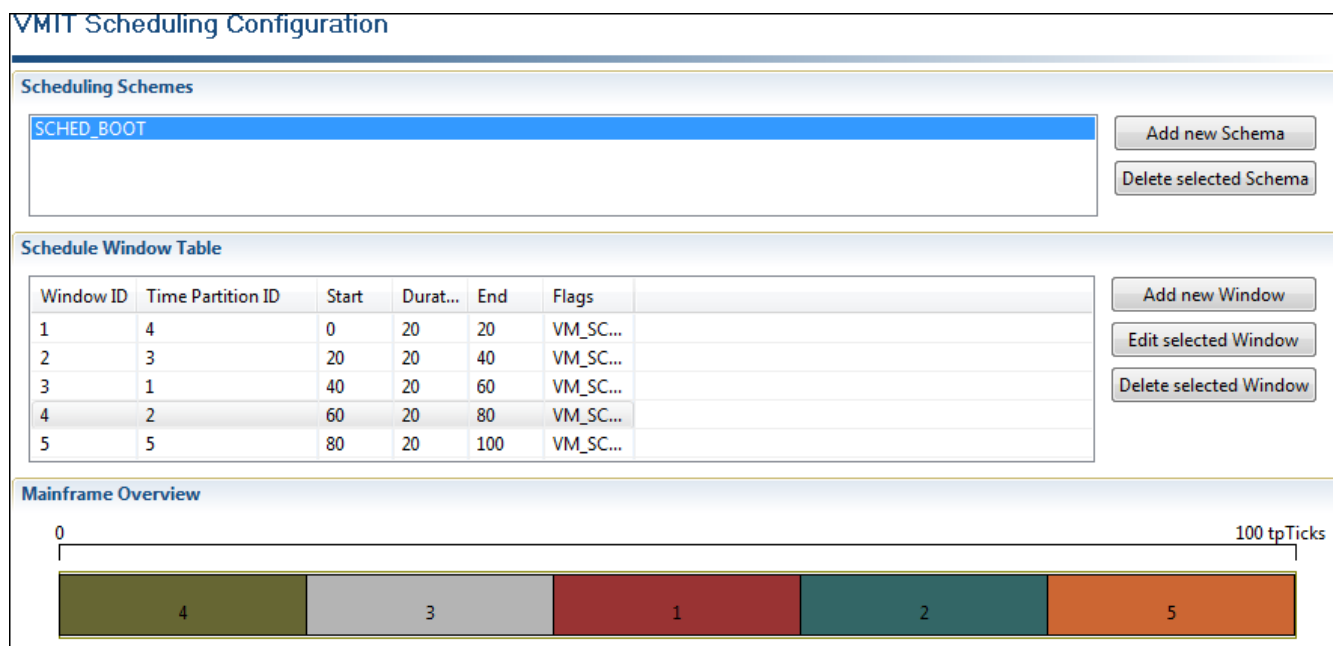 VMIT Scheduling Configuration
Scheduling Schemes
SCHED_BOOT
Add new Schema
Delete selected Schema
Schedule Window Table
Window ID Time Partition ID Start Durat... End Flags
1 4 0 20 20 VM_SC...
2 3 20 20 40 VM_SC...
3 1 40 20 60 VM_SC...
4 2 60 20 80 VM_SC...
5 5 80 20 100 VM_SC...
Add new Window
Edit selected Window
Delete selected Window
Mainframe Overview
0 100 tpTicks
4 3 1 2 5